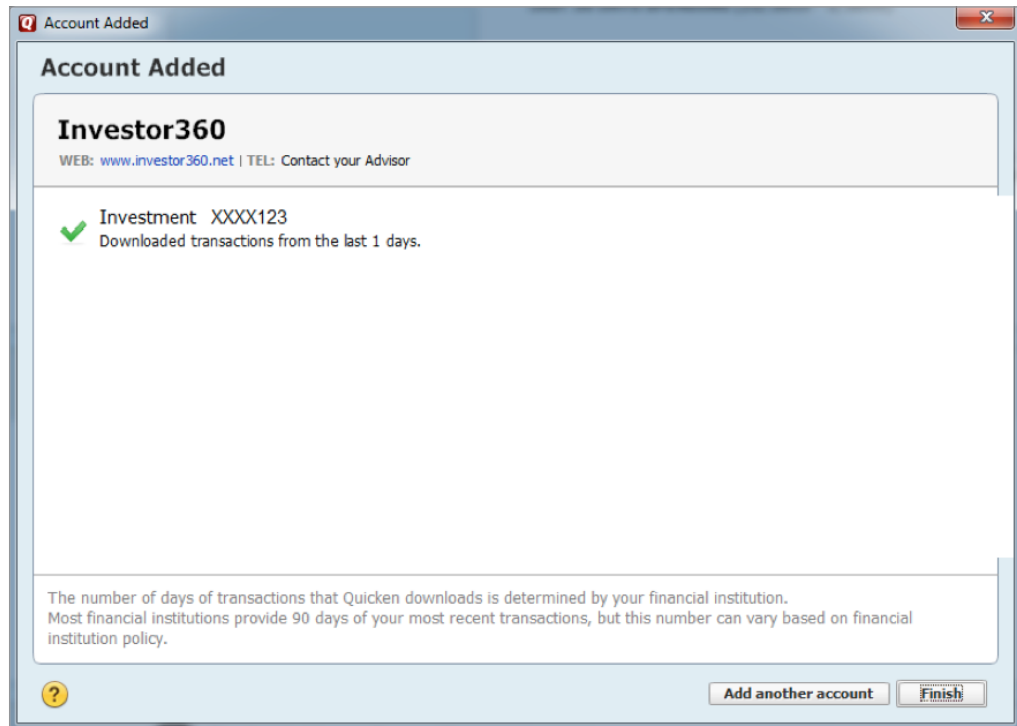 Account Added
Account Added
Investor360
WEB: www.investor360.net | TEL: Contact your Advisor
Investment XXXX123
Downloaded transactions from the last 1 days.
The number of days of transactions that Quicken downloads is determined by your financial institution.
Most financial institutions provide 90 days of your most recent transactions, but this number can vary based on financial
institution policy.
?
Add another account Finish